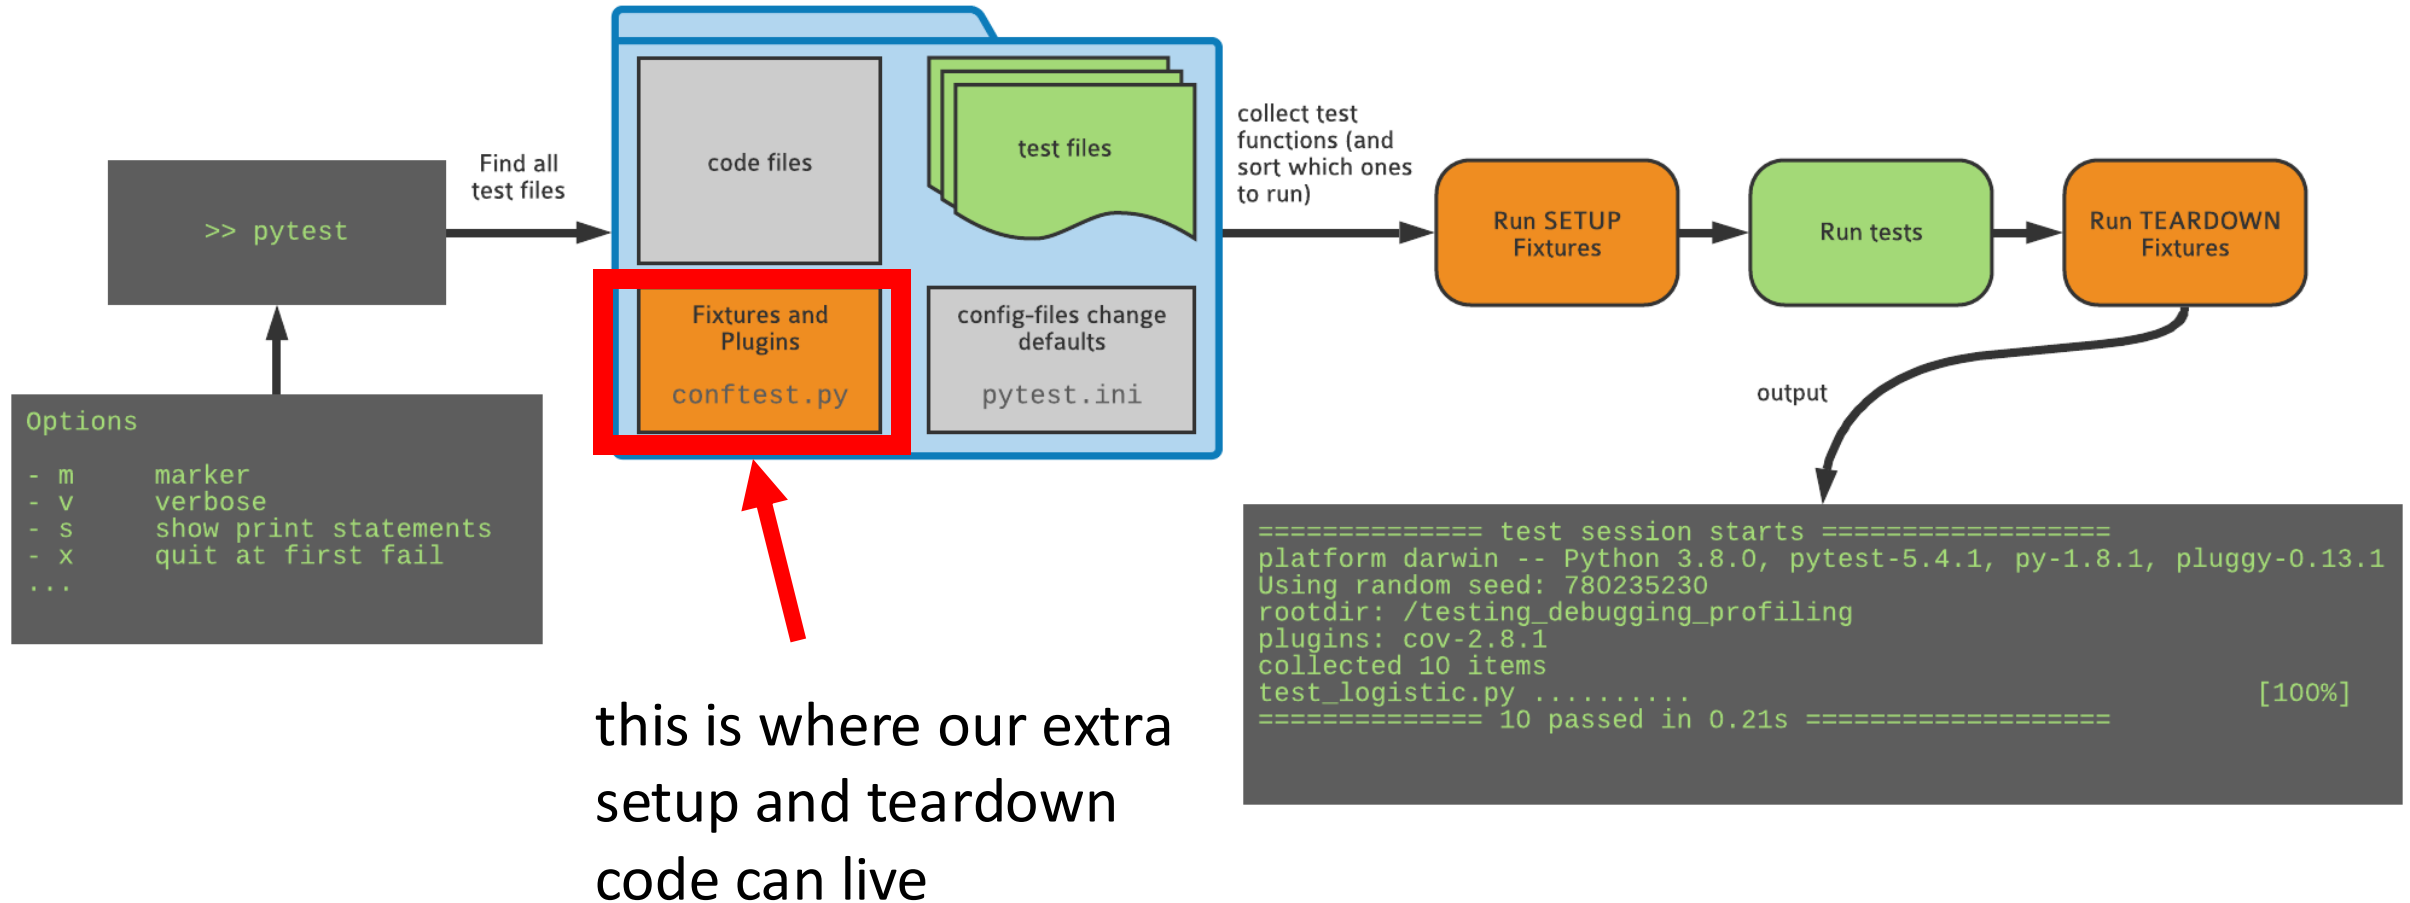 >> pytest
Options
- m marker
- v verbose
- s show print statements
- x quit at first fail
...
Find all
test files
code files
test files
Fixtures and
Plugins
conftest.py
config-files change
defaults
pytest.ini
this is where our extra
setup and teardown
code can live
collect test
functions (and
sort which ones
to run)
Run SETUP
Fixtures
Run tests
Run TEARDOWN
Fixtures
output
============== test session starts ==================
platform darwin -- Python 3.8.0, pytest-5.4.1, py-1.8.1, pluggy-0.13.1
Using random seed: 780235230
rootdir: /testing_debugging_profiling
plugins: cov-2.8.1
collected 10 items
test_logistic.py .......... [100%]
============== 10 passed in 0.21s ===================